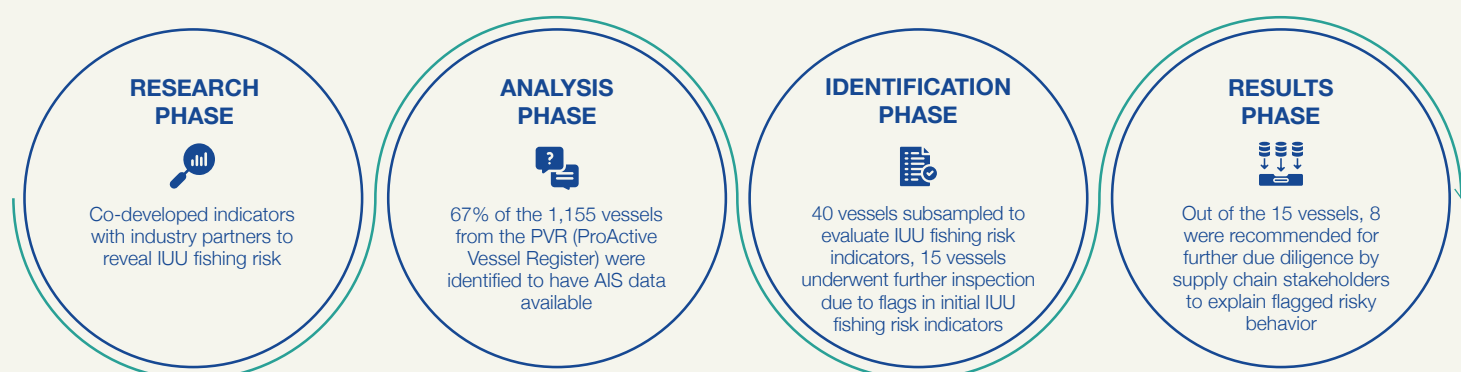 RESEARCH
PHASE
Co-developed indicators
with industry partners to
reveal IUU fishing risk
ANALYSIS
PHASE
?
67% of the 1,155 vessels
from the PVR (ProActive
Vessel Register) were
identified to have AIS data
available
IDENTIFICATION
PHASE
40 vessels subsampled to
evaluate IUU fishing risk
indicators, 15 vessels
underwent further inspection
due to flags in initial IUU
fishing risk indicators
RESULTS
PHASE
Out of the 15 vessels, 8
were recommended for
further due diligence by
supply chain stakeholders
to explain flagged risky
behavior